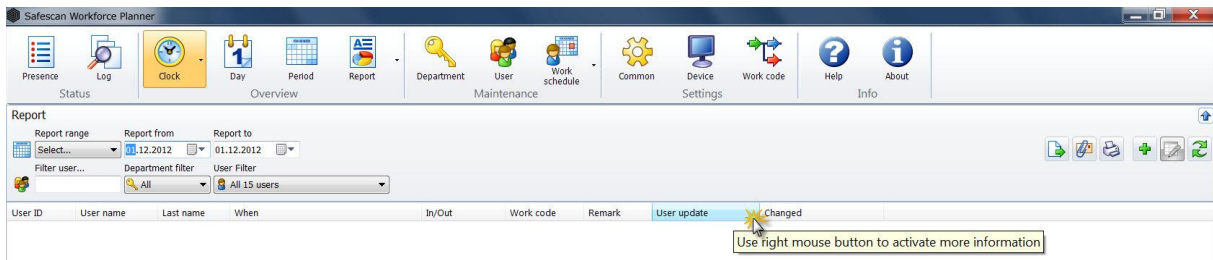 Safescan Workforce Planner
Presence Log Clock Day Period Report Department User Work schedule Common Device Work code Help About
Status Overview Maintenance Settings Info
Report
Report range Report from Report to
Select... 01.12.2012 01.12.2012
Filter user... Department filter User Filter
All All 15 users
User ID User name Last name When In/Out Work code Remark User update Changed
Use right mouse button to activate more information